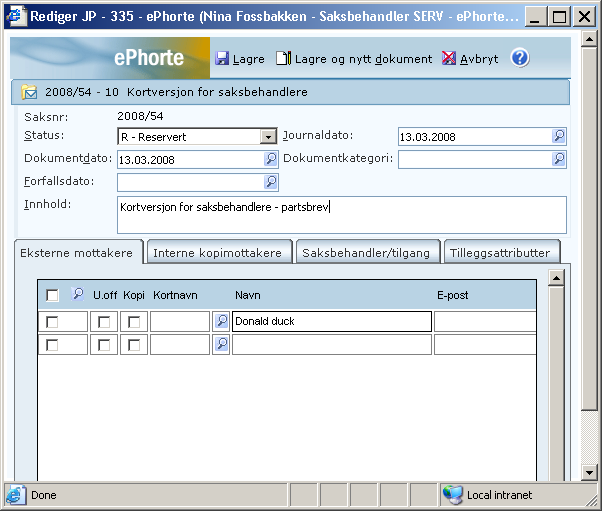 Rediger JP - 335 - ePhorte (Nina Fossbakken - Saksbehandler SERV - ePhorte...
ePhorte Lagre Lagre og nytt dokument Avbryt ?
2008/54 - 10 Kortversjon for saksbehandlere
Saksnr: 2008/54
Status: R - Reservert Journaldato: 13.03.2008
Dokumentdato: 13.03.2008 Dokumentkategori:
Forfallsdato:
Innhold: Kortversjon for saksbehandlere - partsbrev
Eksterne mottakere Interne kopimottakere Saksbehandler/tilgang Tilleggsattributter
U.off Kopi Kortnavn Navn E-post
Donald duck
Done Local intranet